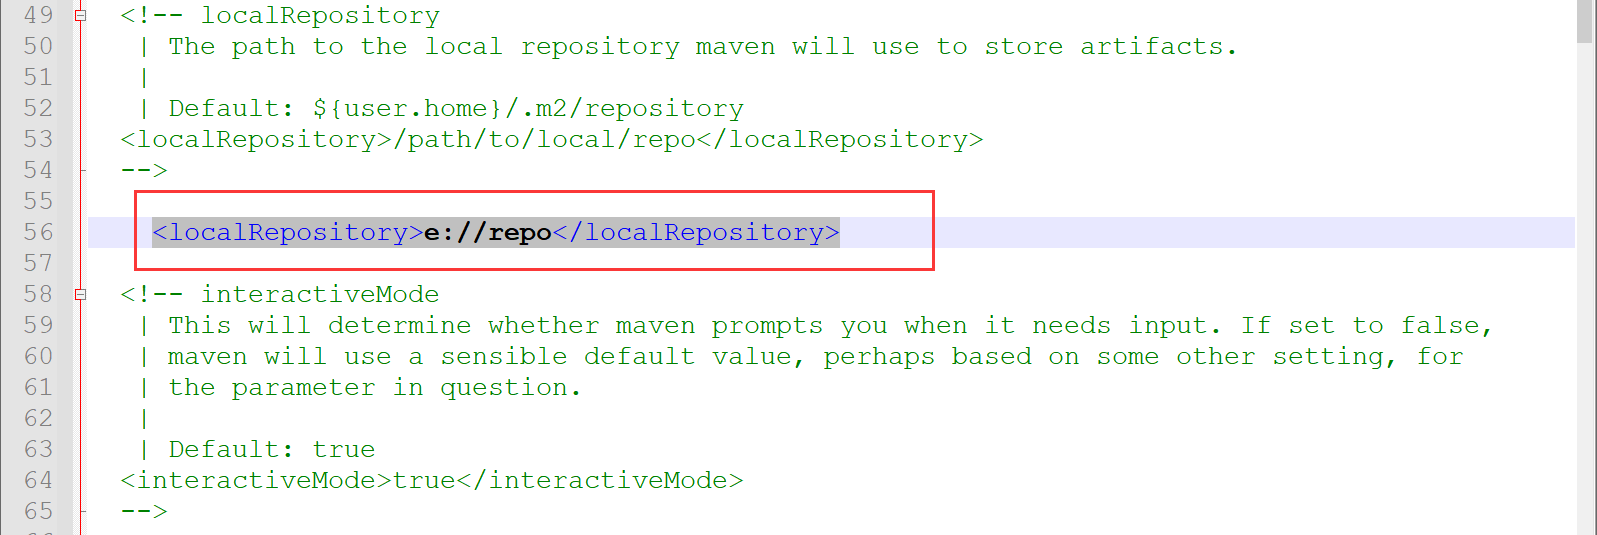 49 <!-- localRepository
50 | The path to the local repository maven will use to store artifacts.
51 |
52 | Default: ${user.home}/.m2/repository
53 <localRepository>/path/to/local/repo</localRepository>
54 -->
55
56 <localRepository>e://repo</localRepository>
57
58 <!-- interactiveMode
59 | This will determine whether maven prompts you when it needs input. If set to false,
60 | maven will use a sensible default value, perhaps based on some other setting, for
61 | the parameter in question.
62 |
63 | Default: true
64 <interactiveMode>true</interactiveMode>
65 -->